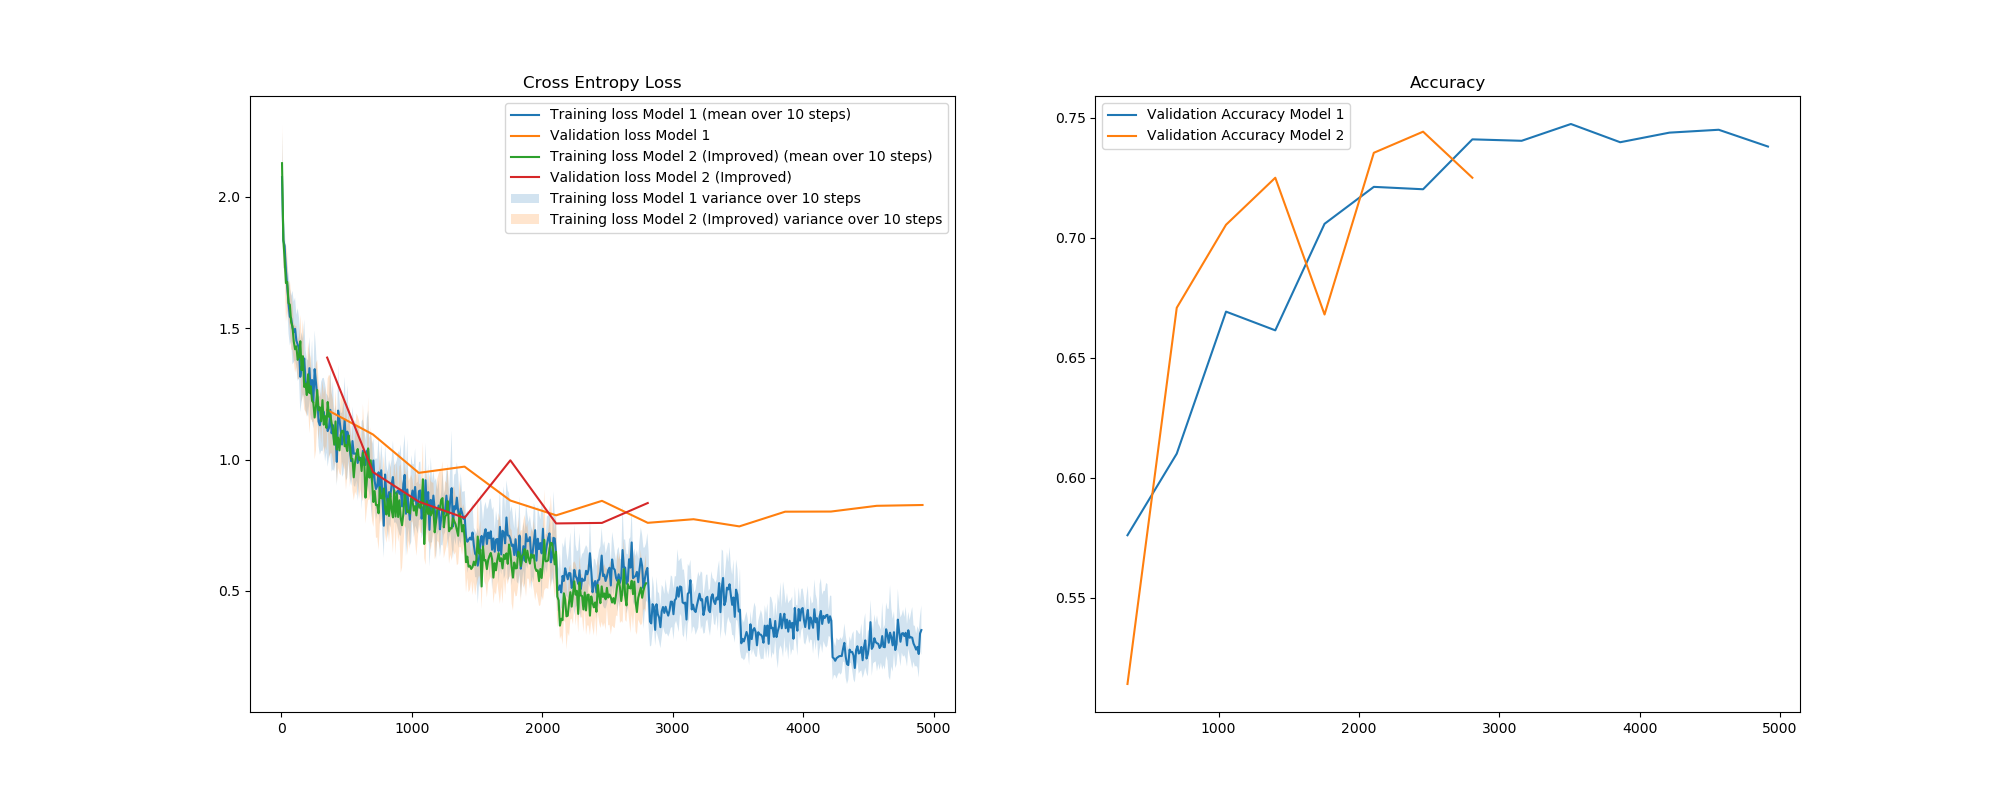 Cross Entropy Loss
Training loss Model 1 (mean over 10 steps)
Validation loss Model 1
Training loss Model 2 (Improved) (mean over 10 steps)
Validation loss Model 2 (Improved)
Training loss Model 1 variance over 10 steps
Training loss Model 2 (Improved) variance over 10 steps
2.0
1.5
1.0
0.5
0 1000 2000 3000 4000 5000
Accuracy
Validation Accuracy Model 1
Validation Accuracy Model 2
0.75
0.70
0.65
0.60
0.55
1000 2000 3000 4000 5000